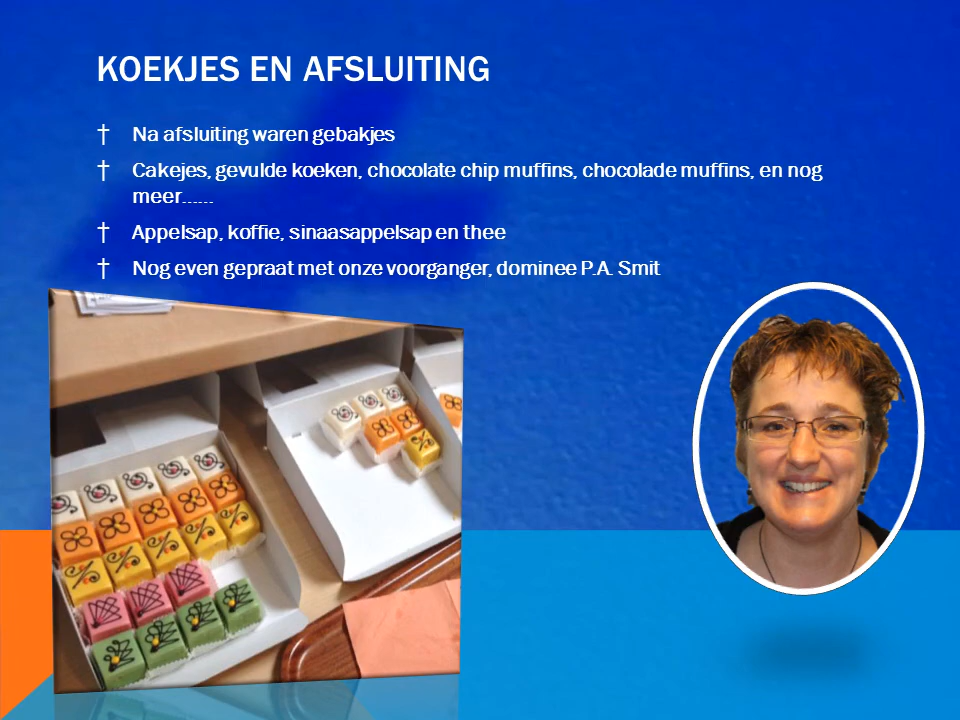 KOEKJES EN AFSLUITING
† Na afsluiting waren gebakjes
† Cakejes, gevulde koeken, chocolate chip muffins, chocolade muffins, en nog
meer......
† Appelsap, koffie, sinaasappelsap en thee
† Nog even gepraat met onze voorganger, dominee P.A. Smit